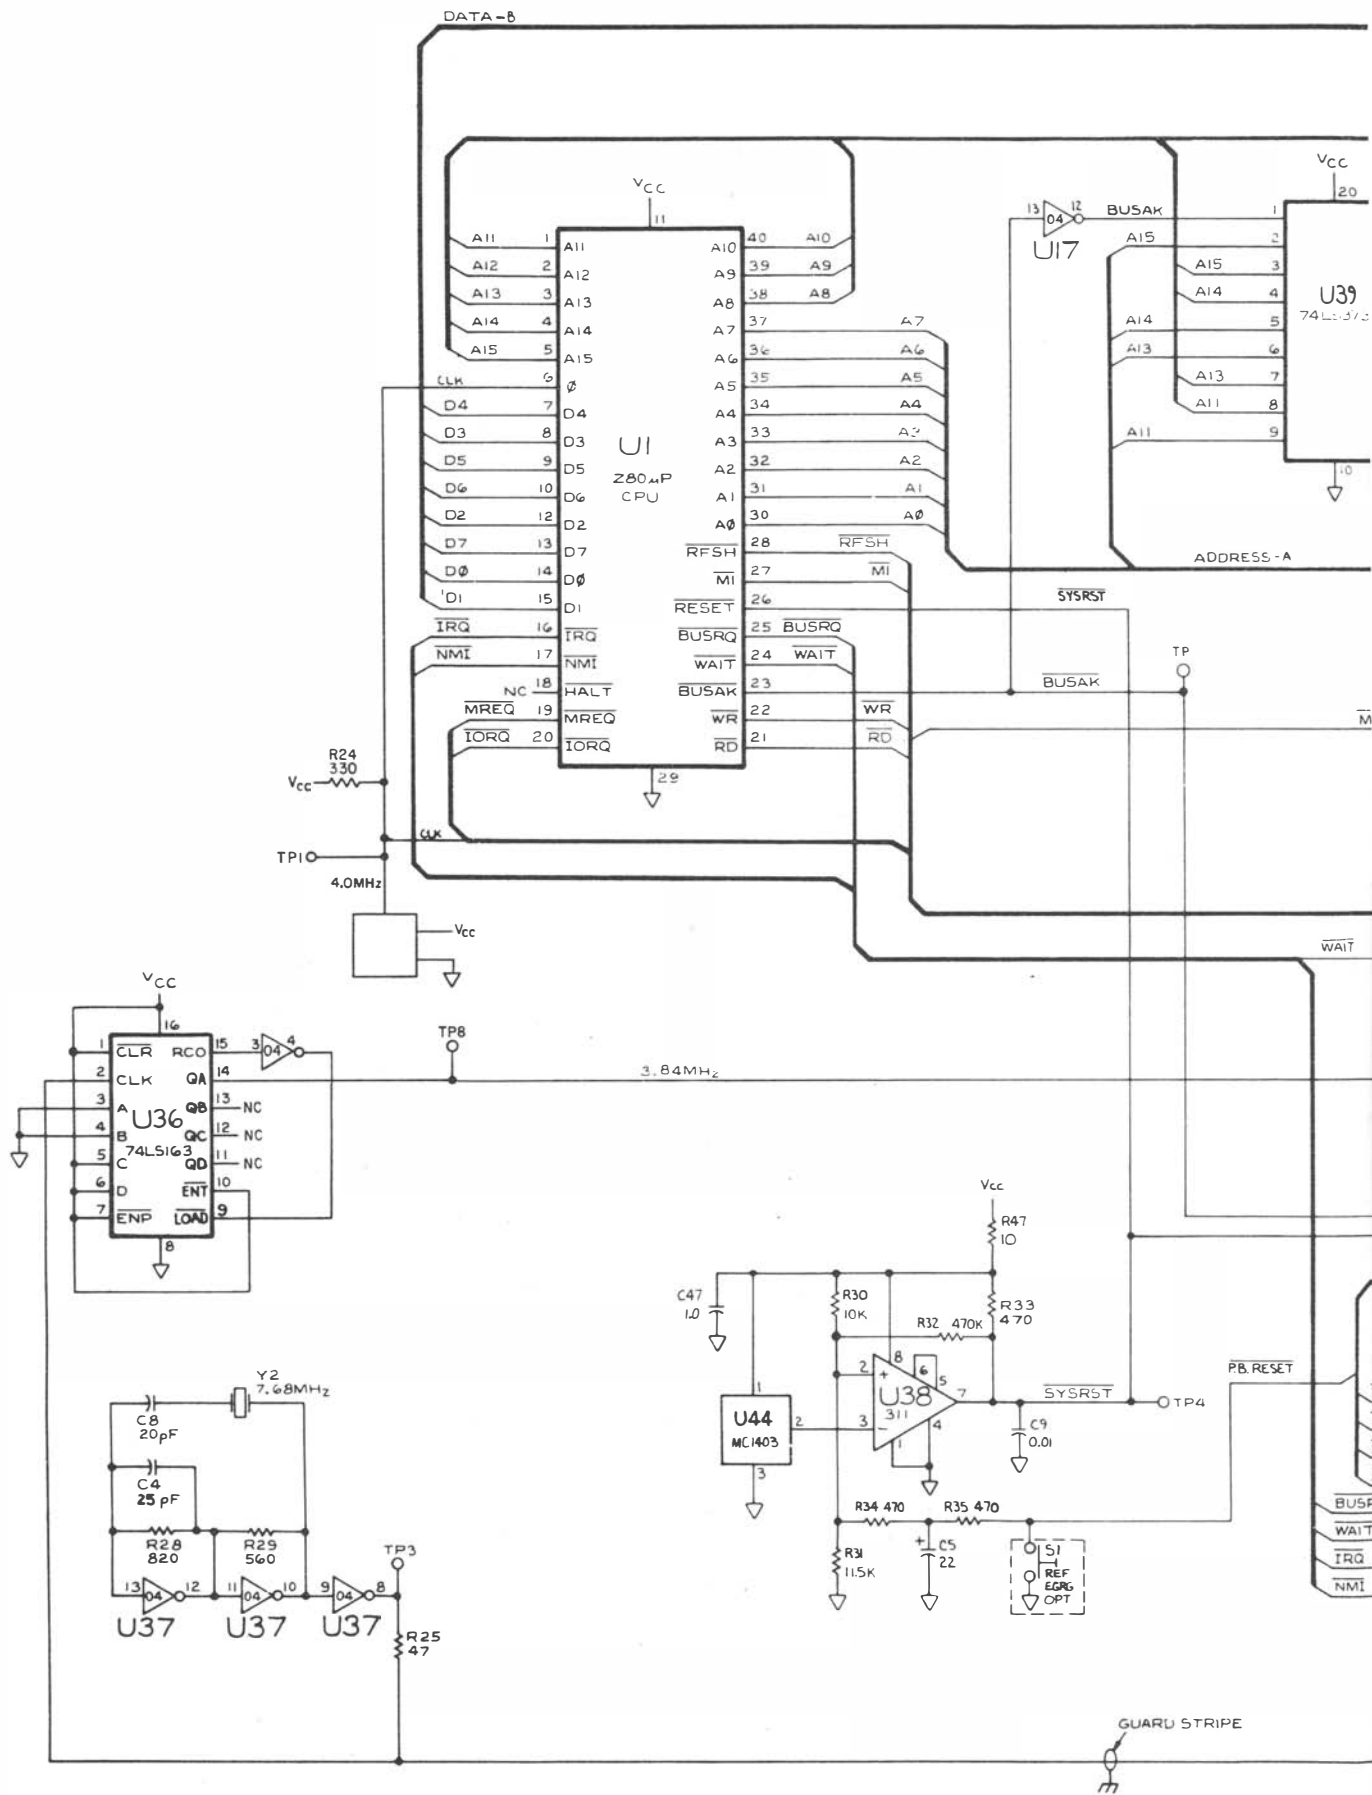 DATA-B
VCC
11
1 A11 A11
2 A12 A12
3 A13 A13
4 A14 A14
5 A15 A15
CLK 6 Ø
D4 7 D4
D3 8 D3
D5 9 D5
D6 10 D6
D2 12 D2
D7 13 D7
DØ 14 DØ
D1 15 D1
IRQ 16 IRQ
NMI 17 NMI
NC 18 HALT
MREQ 19 MREQ
IORQ 20 IORQ
U1
Z80µP
CPU
A10 40 A10
A9 39 A9
A8 38 A8
A7 37 A7
A6 36 A6
A5 35 A5
A4 34 A4
A3 33 A3
A2 32 A2
A1 31 A1
AØ 30 AØ
RFSH 28 RFSH
M1 27 M1
RESET 26 SYSRST
BUSRQ 25 BUSRQ
WAIT 24 WAIT
BUSAK 23 BUSAK
WR 22 WR
RD 21 RD
29
13 04 12 BUSAK 1
U17
VCC
20
A15 2
A15 3
A14 4
A14 5
A13 6
A13 7
A11 8
A11 9
U39
10
ADDRESS-A
TP
M
R24
330
VCC
CLK
TP1
4.0MHz
VCC
WAIT
VCC
16
1 CLR RCO 15 3 04 4
2 CLK QA 14
3 A QB 13 NC
4 B QC 12 NC
5 C QD 11 NC
6 D ENT 10
7 ENP LOAD 9
U36
74LS163
8
TP8
3.84MHz
VCC
R47
10
C47
1.0
R30
10K
R33
470
R32 470K
8
6
5
2 +
U38
311
7
3 −
1
4
SYSRST
TP4
C9
0.01
1
U44
MC1403
2
3
R34 470
R35 470
R31
11.5K
+ C5
22
S1
REF
EGRG
OPT
P.B. RESET
BUSR
WAIT
IRQ
NMI
Y2
7.68MHz
C8
20pF
C4
25 pF
R28
820
R29
560
TP3
13 04 12
11 04 10
9 04 8
U37
U37
U37
R25
47
GUARD STRIPE